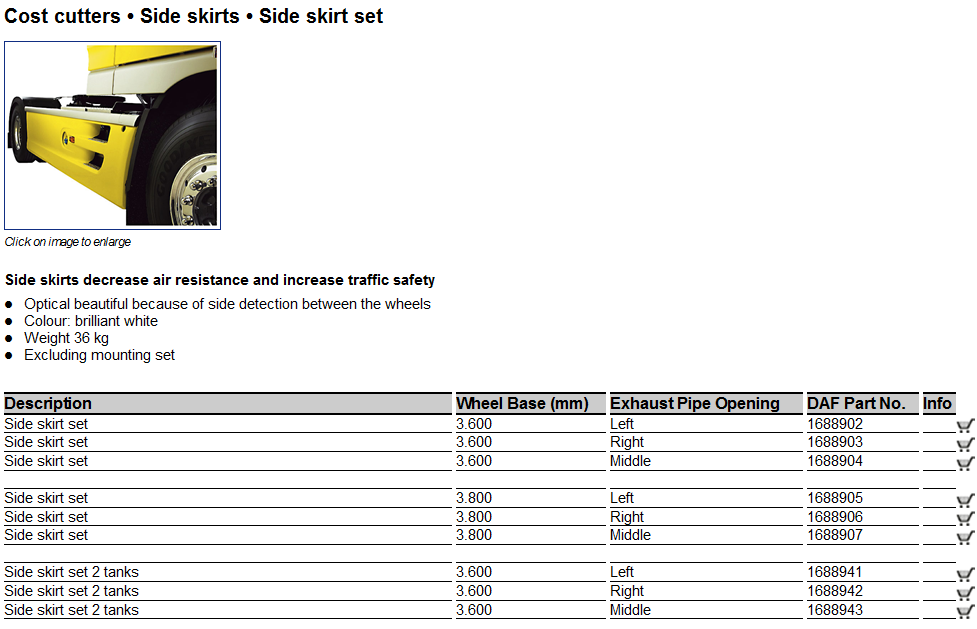 Cost cutters • Side skirts • Side skirt set
Click on image to enlarge
Side skirts decrease air resistance and increase traffic safety
● Optical beautiful because of side detection between the wheels
● Colour: brilliant white
● Weight 36 kg
● Excluding mounting set
Description Wheel Base (mm) Exhaust Pipe Opening DAF Part No. Info
Side skirt set 3.600 Left 1688902
Side skirt set 3.600 Right 1688903
Side skirt set 3.600 Middle 1688904
Side skirt set 3.800 Left 1688905
Side skirt set 3.800 Right 1688906
Side skirt set 3.800 Middle 1688907
Side skirt set 2 tanks 3.600 Left 1688941
Side skirt set 2 tanks 3.600 Right 1688942
Side skirt set 2 tanks 3.600 Middle 1688943